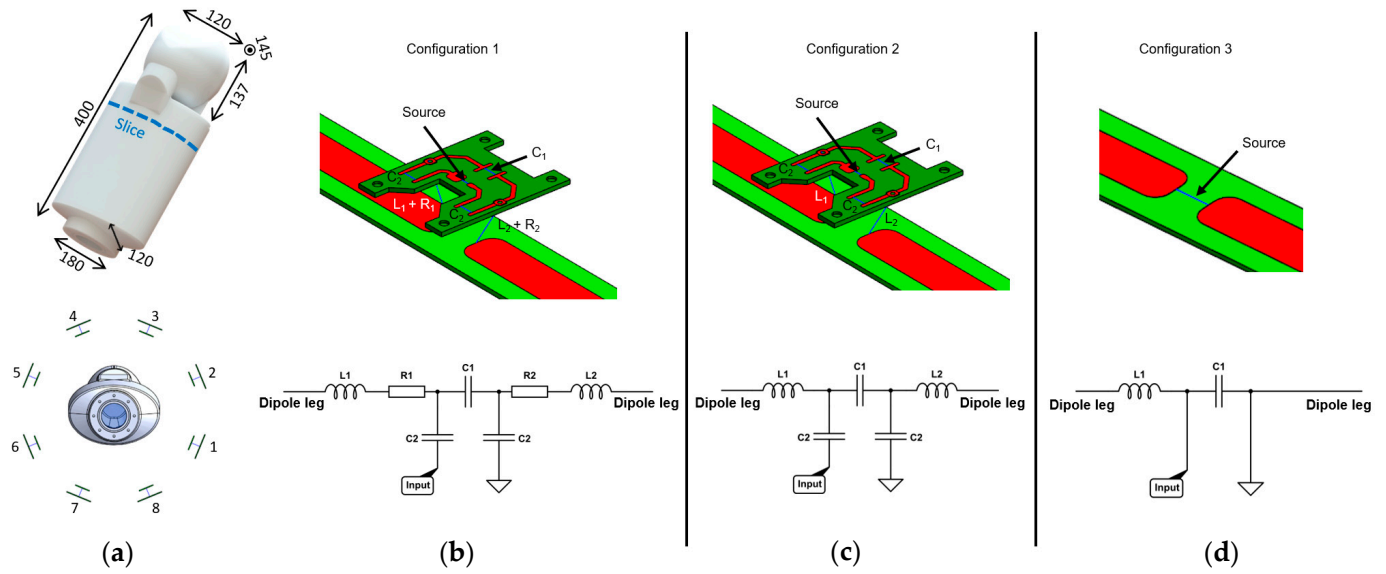 120
145
137
400
Slice
120
180
4
3
5
2
6
1
7
8
(a)
Configuration 1
Source
C1
C2
C2
L1 + R1
L2 + R2
L1
R1
C1
R2
L2
Dipole leg
Dipole leg
C2
C2
Input
(b)
Configuration 2
Source
C1
C2
C2
L1
L2
L1
C1
L2
Dipole leg
Dipole leg
C2
C2
Input
(c)
Configuration 3
Source
L1
C1
Dipole leg
Dipole leg
Input
(d)